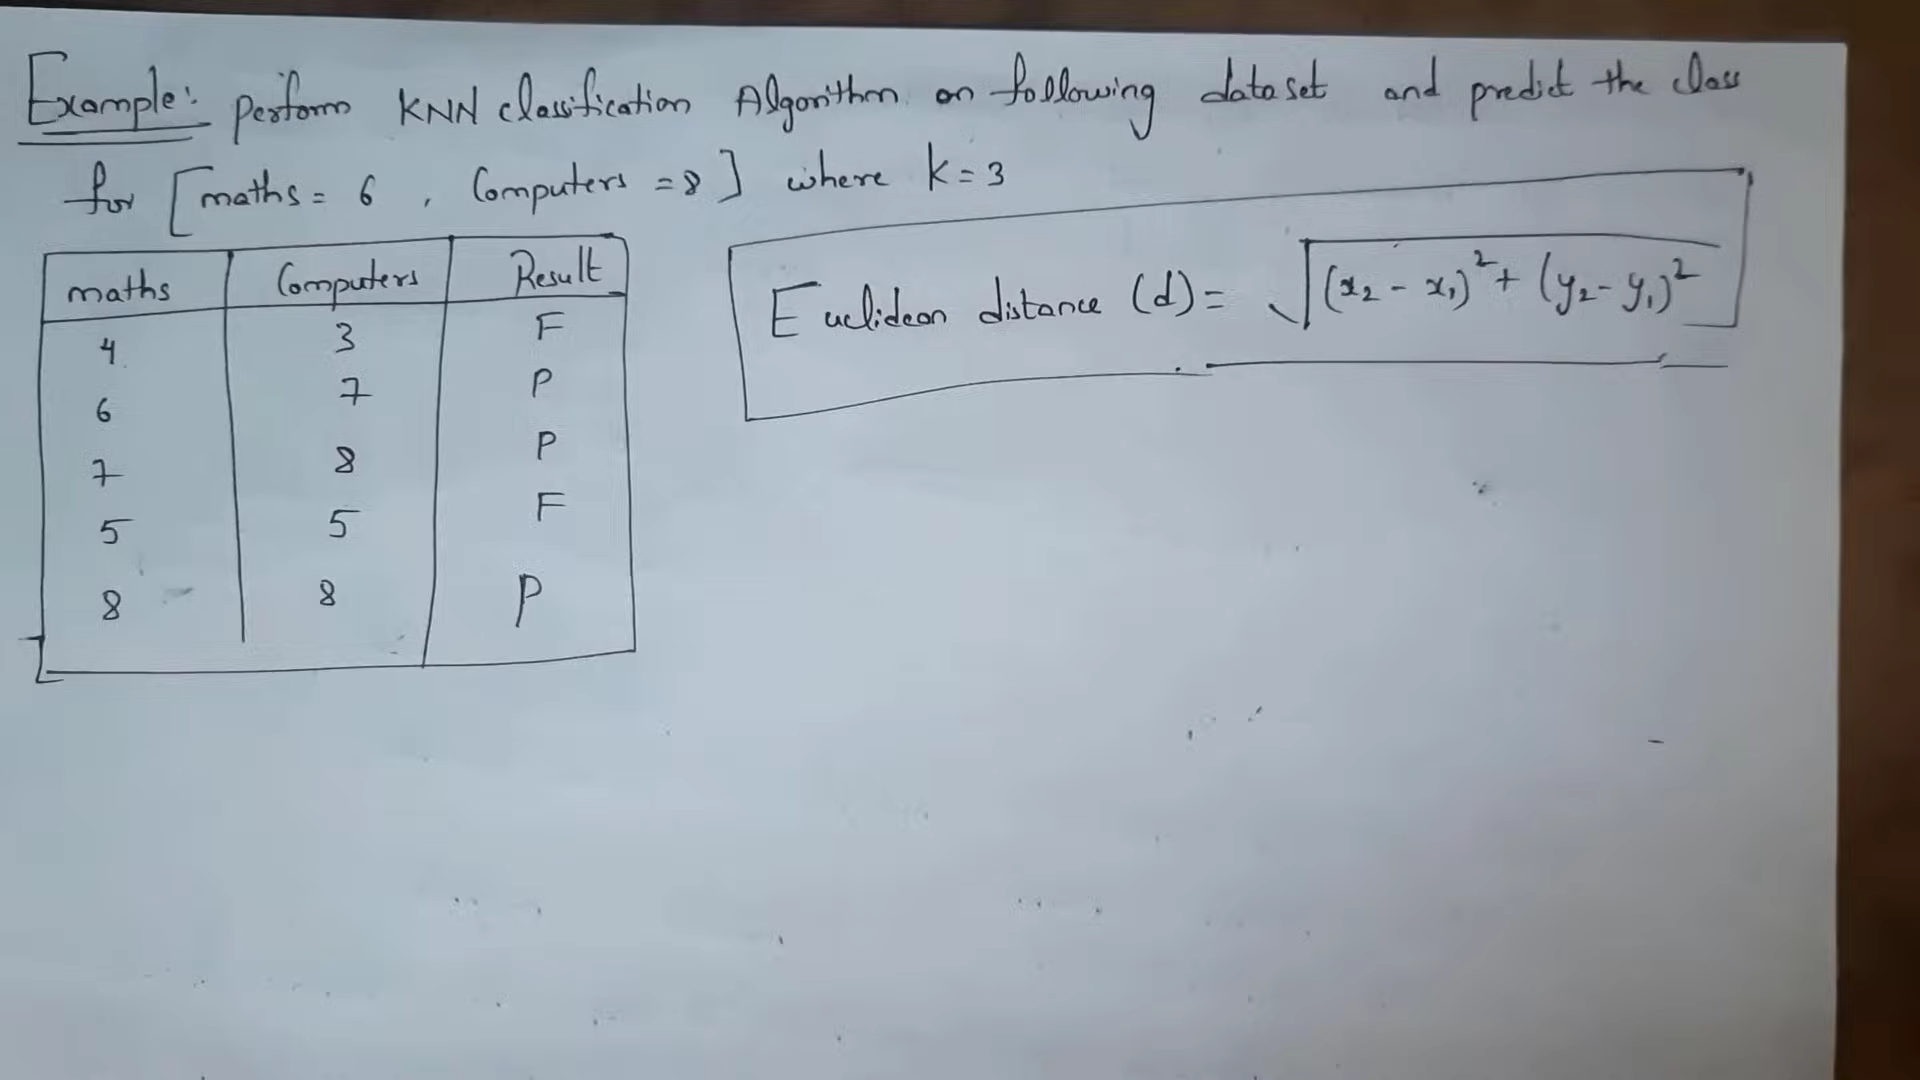 Example: perform KNN classification Algorithm on following dataset and predict the class
for [maths = 6 , Computers = 8] where k = 3
maths Computers Result
4 3 F
6 7 P
7 8 P
5 5 F
8 8 P
Euclidean distance (d) = √(x₂ - x₁)² + (y₂ - y₁)²